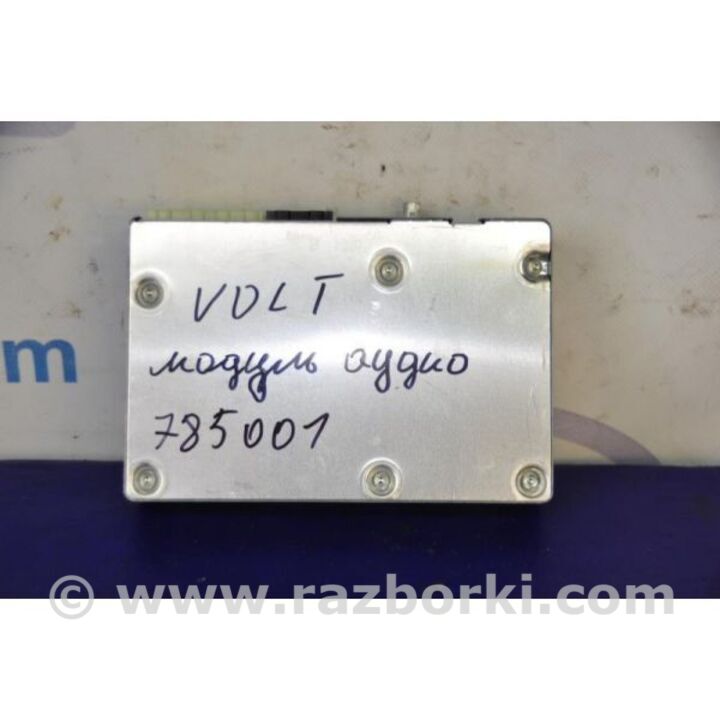 VOLT
модуль аудио
785001
m
© www.razborki.com